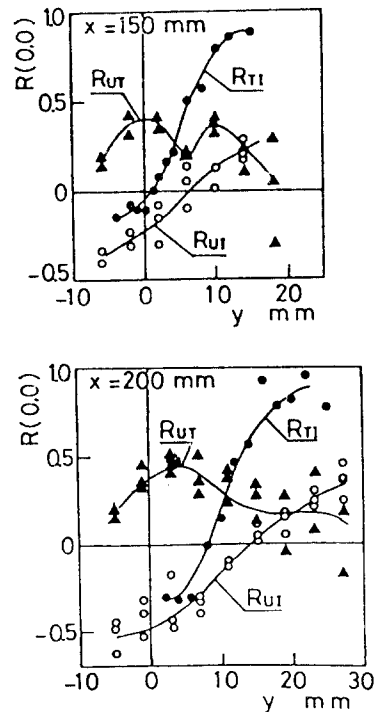 x = 150 mm
R(0.0)
1.0
0.5
0
-0.5
RUT
RTI
RUI
-10 0 10 20
y mm
x = 200 mm
R(0.0)
1.0
0.5
0
-0.5
RUT
RTI
RUI
-10 0 10 20 30
y mm